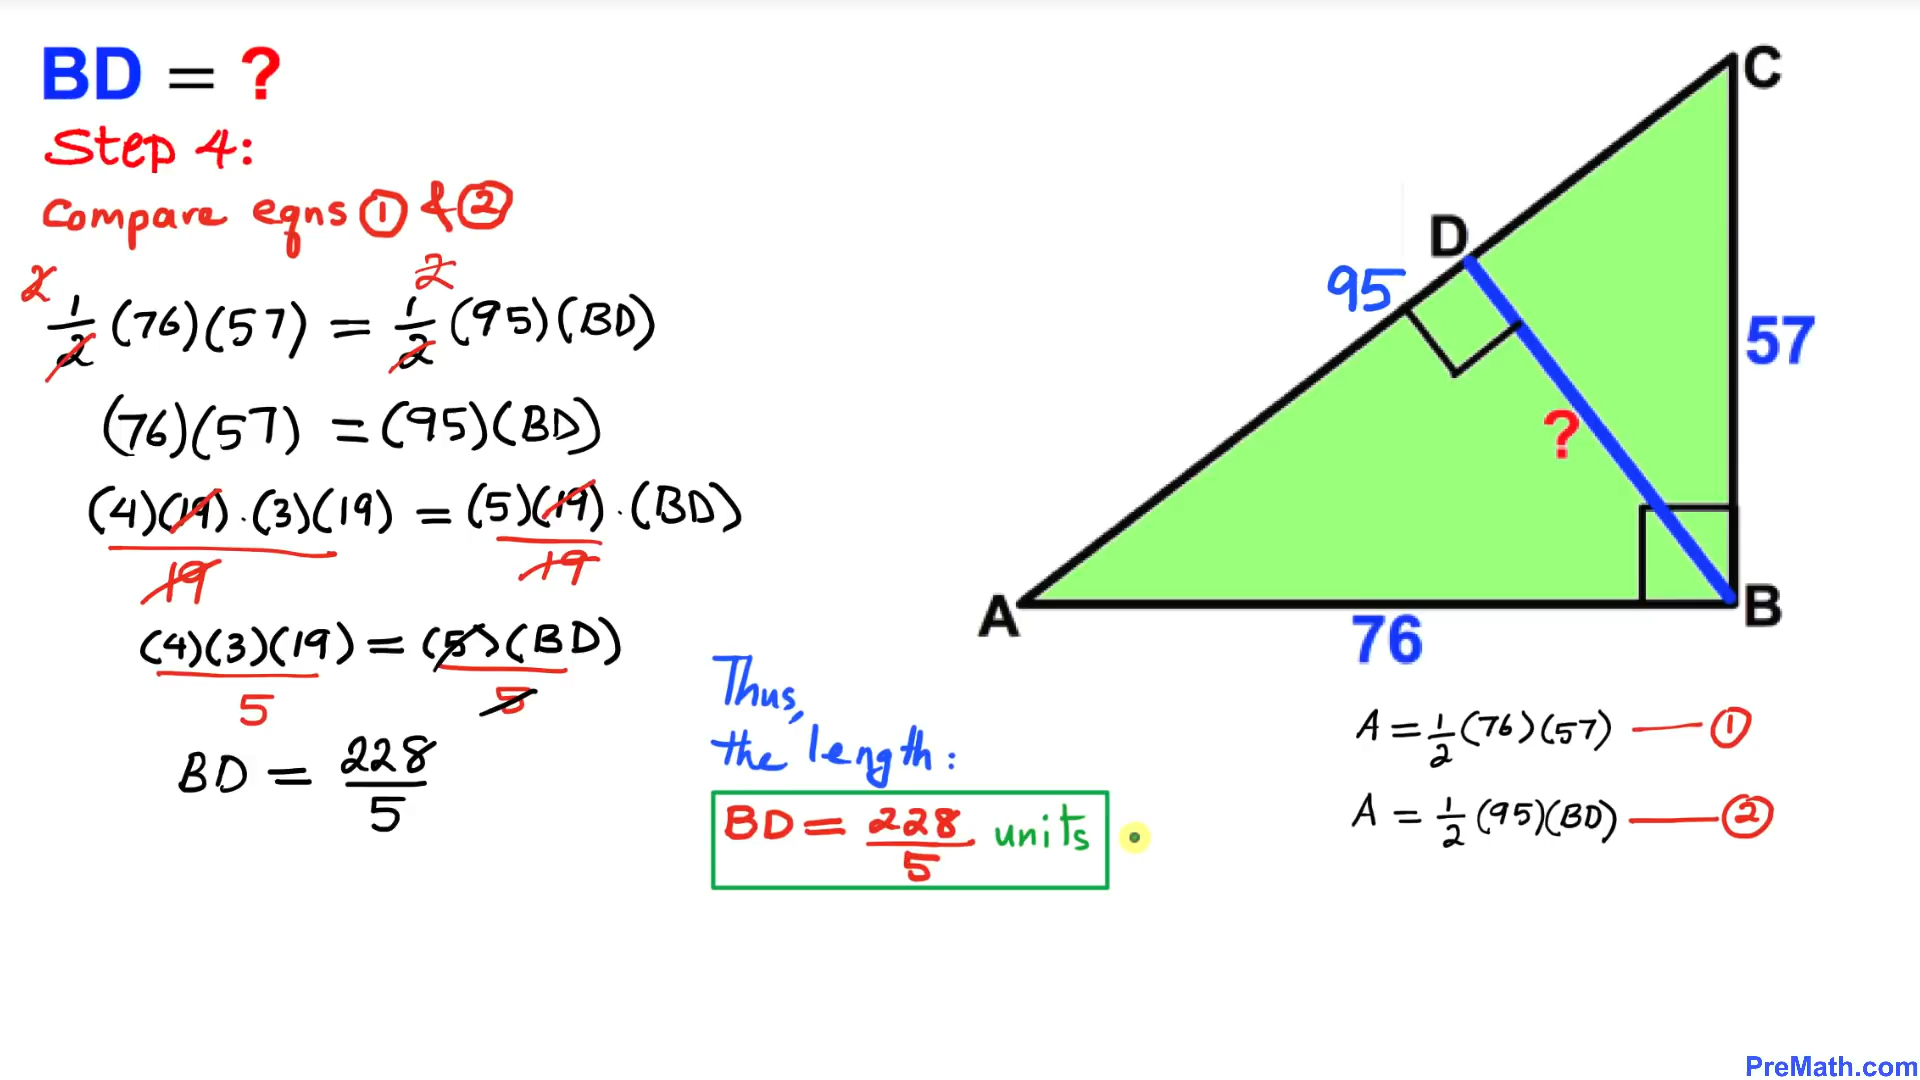 BD = ?
Step 4:
Compare eqns ① & ②
2 1/2 (76)(57) = 2 1/2 (95)(BD)
(76)(57) = (95)(BD)
(4)(19)·(3)(19) = (5)(19)·(BD)
19 19
(4)(3)(19) = (5)(BD)
5 5
BD = 228/5
Thus,
the length:
BD = 228/5 units
C
D
95
57
?
A
B
76
A = 1/2 (76)(57) — ①
A = 1/2 (95)(BD) — ②
PreMath.com